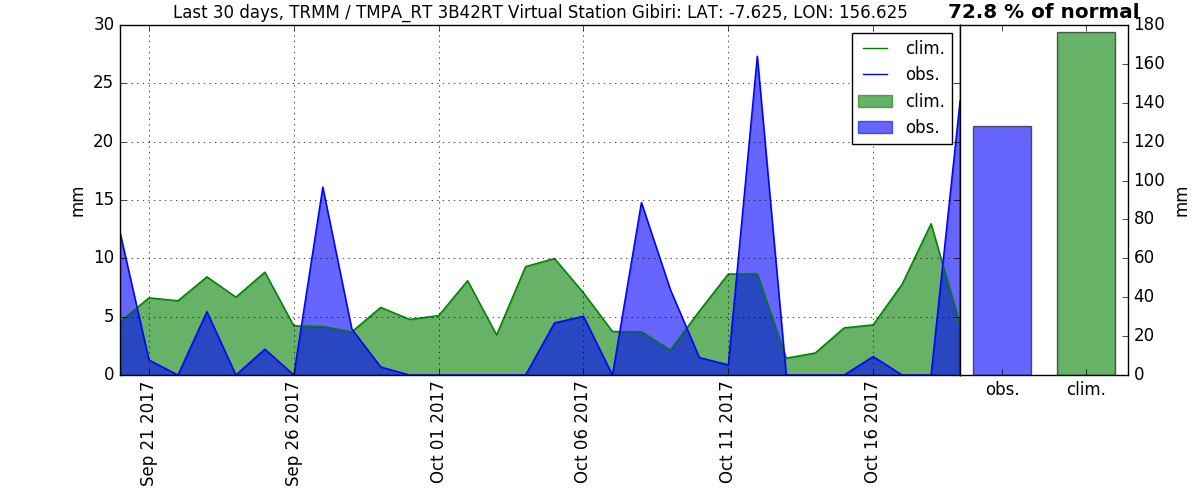 Last 30 days, TRMM / TMPA_RT 3B42RT Virtual Station Gibiri: LAT: -7.625, LON: 156.625
72.8 % of normal
30
25
20
15
10
5
0
mm
clim.
obs.
clim.
obs.
180
160
140
120
100
80
60
40
20
0
mm
Sep 21 2017
Sep 26 2017
Oct 01 2017
Oct 06 2017
Oct 11 2017
Oct 16 2017
obs.
clim.